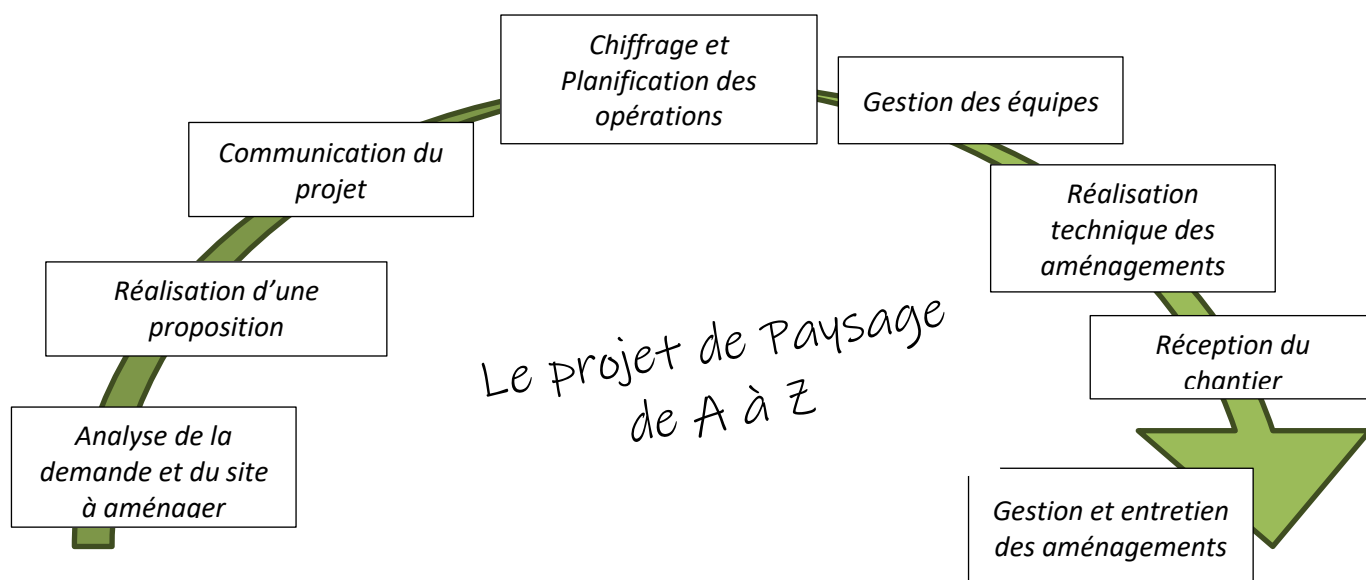 Chiffrage et
Planification des
opérations
Gestion des équipes
Communication du
projet
Réalisation
technique des
aménagements
Réalisation d’une
proposition
Le projet de Paysage
de A à Z
Réception du
chantier
Analyse de la
demande et du site
à aménager
Gestion et entretien
des aménagements